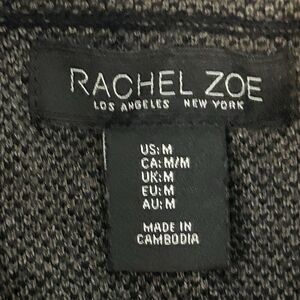 RACHEL ZOE
LOS ANGELES NEW YORK
US: M
CA: M/M
UK: M
EU: M
AU: M
MADE IN
CAMBODIA